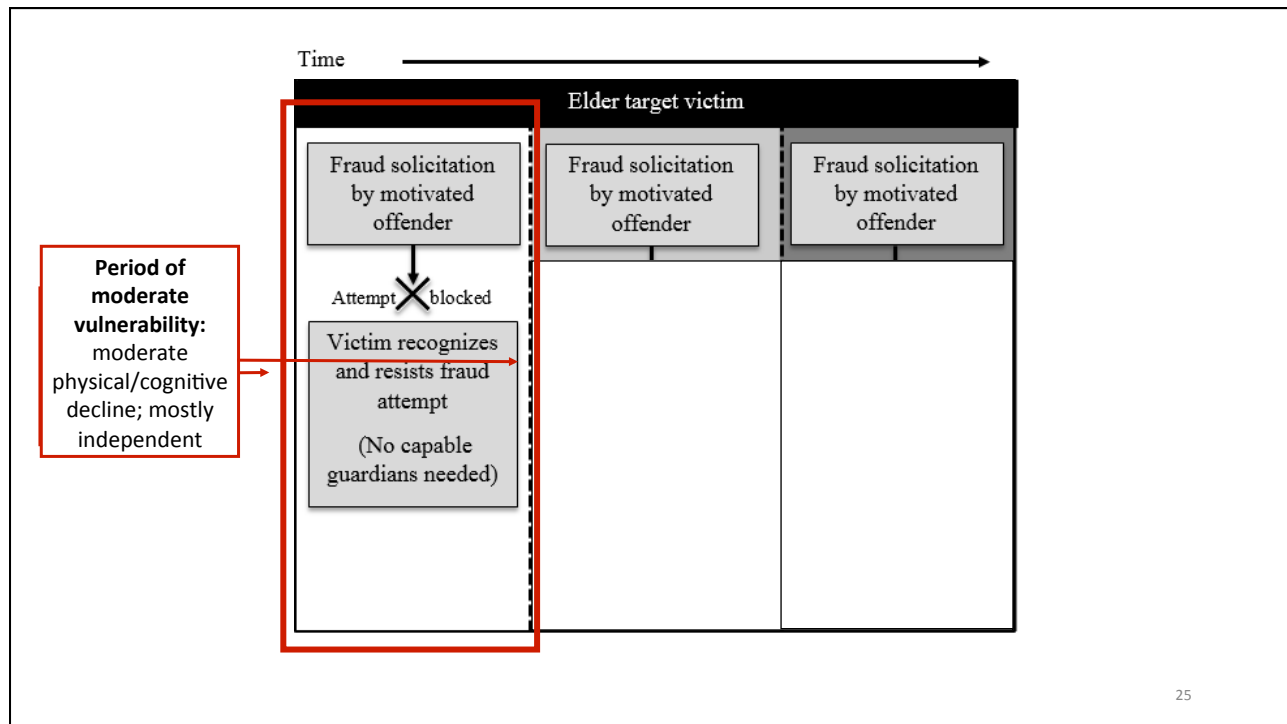 Time
Elder target victim
Fraud solicitation
by motivated
offender
Attempt blocked
Victim recognizes
and resists fraud
attempt
(No capable
guardians needed)
Fraud solicitation
by motivated
offender
Fraud solicitation
by motivated
offender
Period of
moderate
vulnerability:
moderate
physical/cognitive
decline; mostly
independent
25